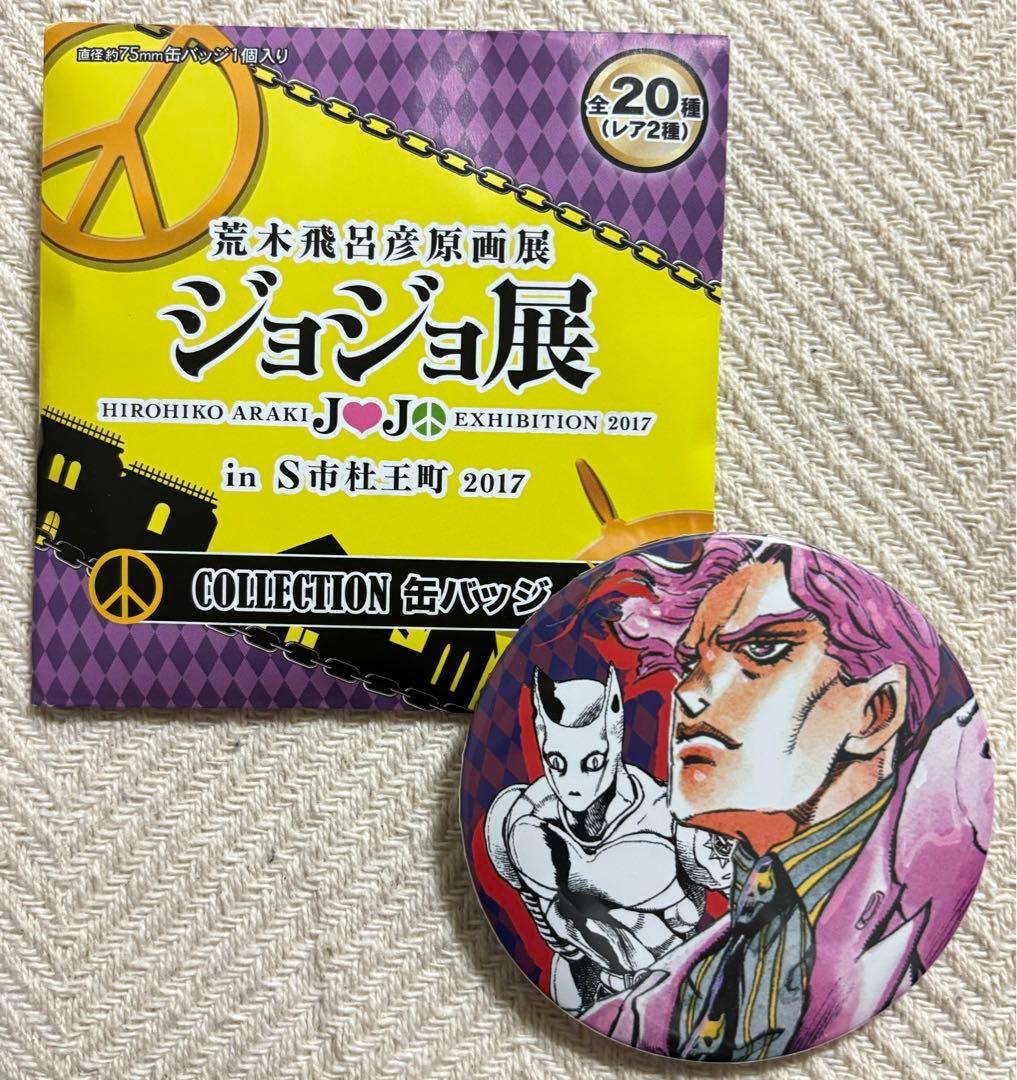 直径約75mm缶バッジ1個入り
全20種
(レア2種)
荒木飛呂彦原画展
ジョジョ展
HIROHIKO ARAKI JOJO EXHIBITION 2017
in S市杜王町 2017
COLLECTION 缶バッジ